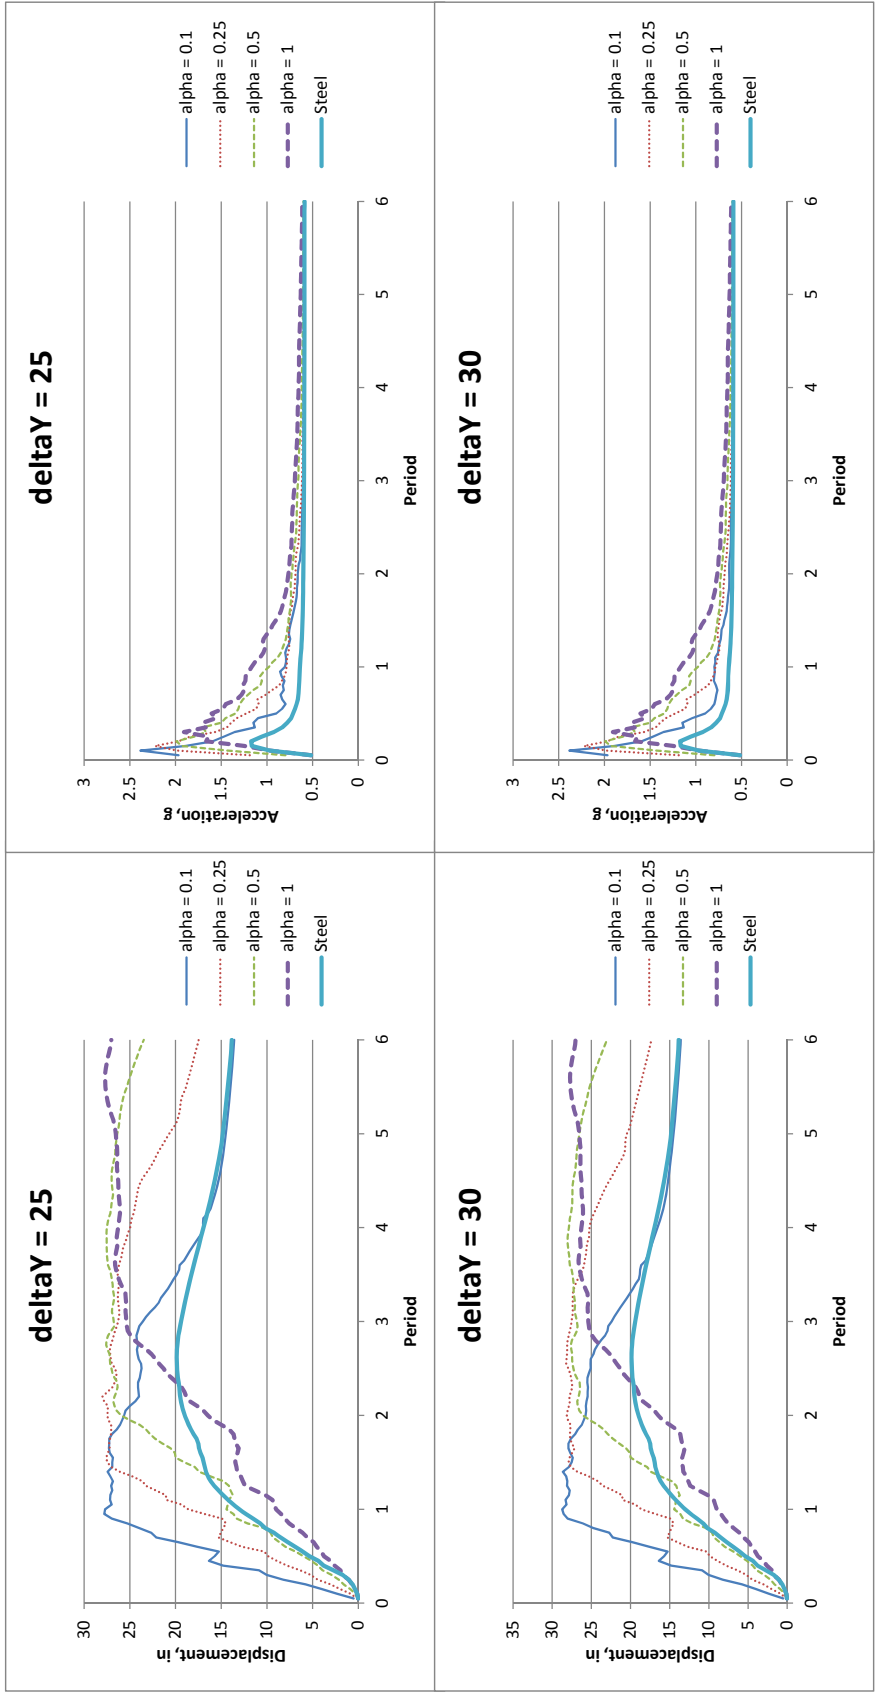 deltaY = 25
30
25
20
15
10
5
0
Displacement, in
0 1 2 3 4 5 6
Period
alpha = 0.1
alpha = 0.25
alpha = 0.5
alpha = 1
Steel
deltaY = 25
3
2.5
2
1.5
1
0.5
0
Acceleration, g
0 1 2 3 4 5 6
Period
alpha = 0.1
alpha = 0.25
alpha = 0.5
alpha = 1
Steel
deltaY = 30
35
30
25
20
15
10
5
0
Displacement, in
0 1 2 3 4 5 6
Period
alpha = 0.1
alpha = 0.25
alpha = 0.5
alpha = 1
Steel
deltaY = 30
3
2.5
2
1.5
1
0.5
0
Acceleration, g
0 1 2 3 4 5 6
Period
alpha = 0.1
alpha = 0.25
alpha = 0.5
alpha = 1
Steel